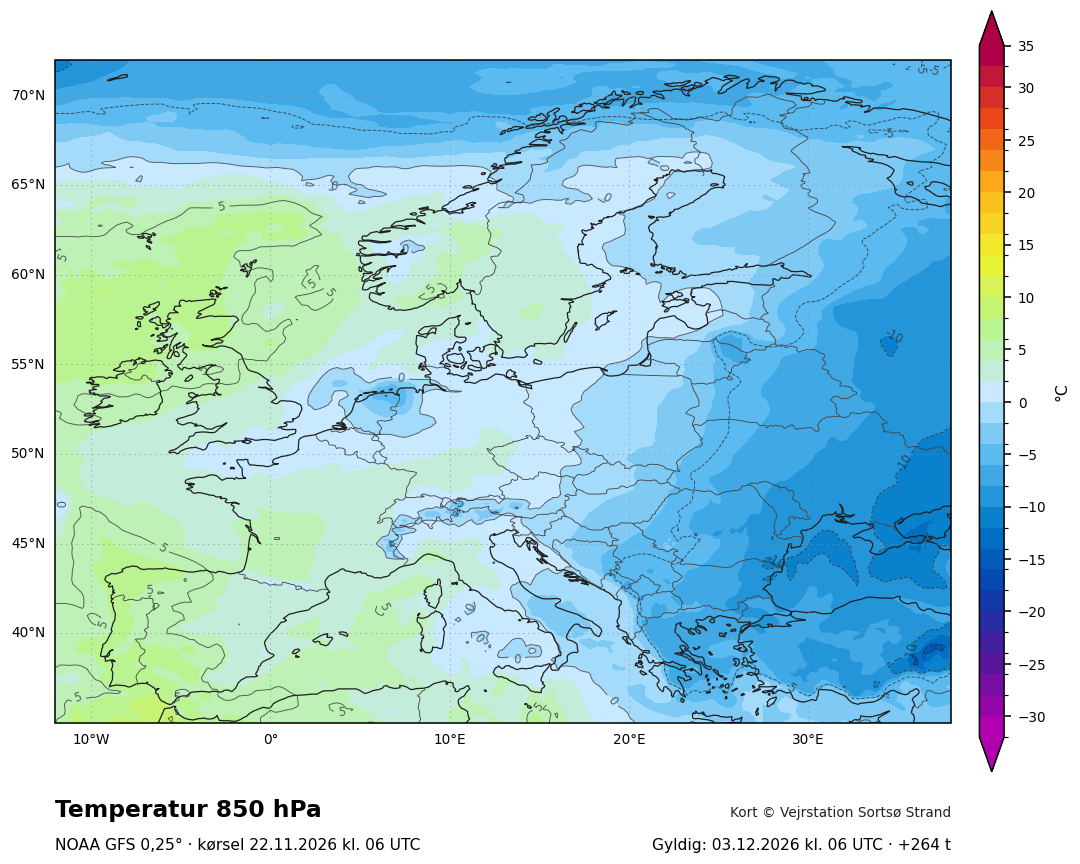 70°N
65°N
60°N
55°N
50°N
45°N
40°N
10°W 0° 10°E 20°E 30°E
35
30
25
20
15
10
5
0
−5
−10
−15
−20
−25
−30
°C
Temperatur 850 hPa
Kort © Vejrstation Sortsø Strand
NOAA GFS 0,25° · kørsel 22.11.2026 kl. 06 UTC
Gyldig: 03.12.2026 kl. 06 UTC · +264 t